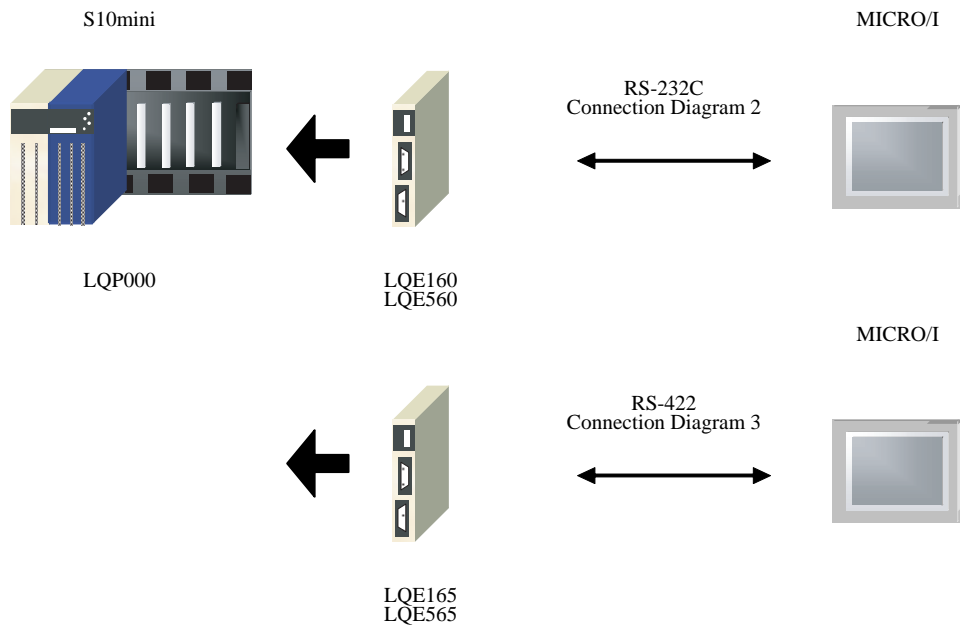 S10mini
MICRO/I
RS-232C
Connection Diagram 2
LQP000
LQE160
LQE560
MICRO/I
RS-422
Connection Diagram 3
LQE165
LQE565